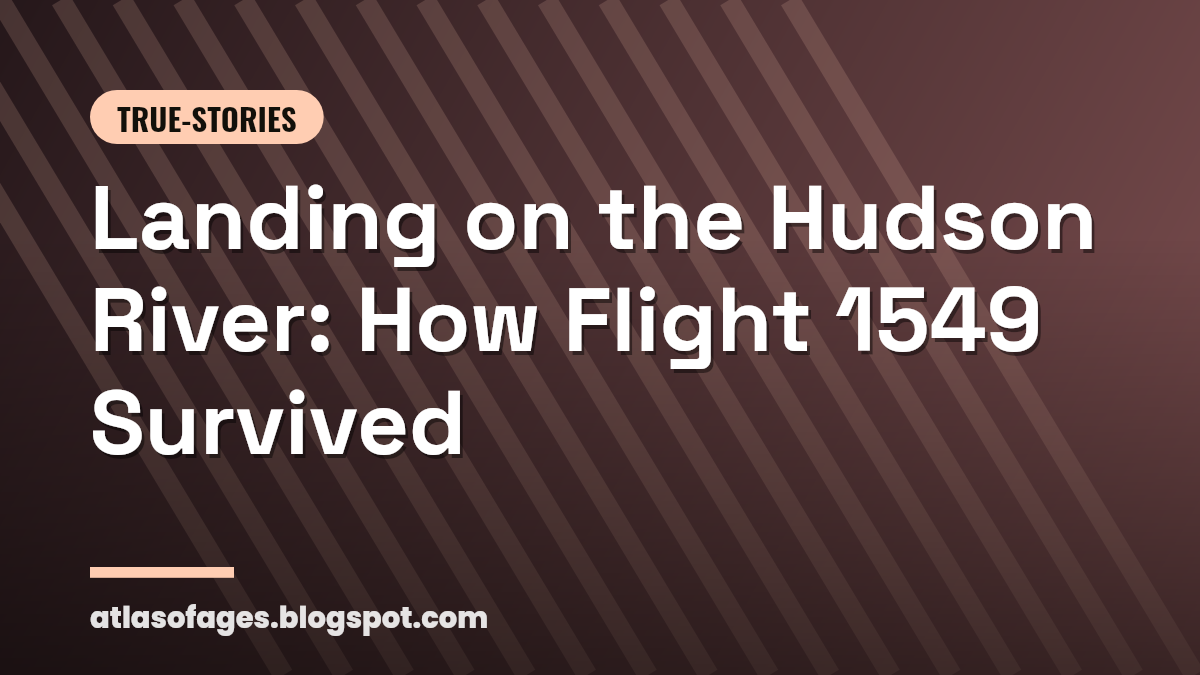 TRUE-STORIES
Landing on the Hudson
River: How Flight 1549
Survived
atlasofages.blogspot.com